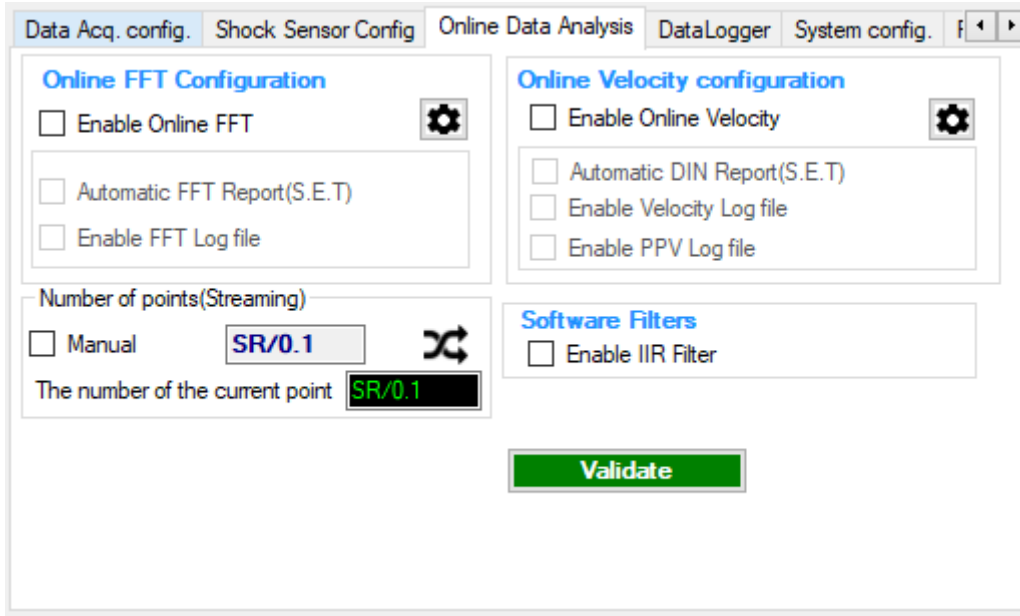 Data Acq. config. Shock Sensor Config Online Data Analysis DataLogger System config.
Online FFT Configuration
Enable Online FFT
Automatic FFT Report(S.E.T)
Enable FFT Log file
Online Velocity configuration
Enable Online Velocity
Automatic DIN Report(S.E.T)
Enable Velocity Log file
Enable PPV Log file
Number of points(Streaming)
Manual SR/0.1
The number of the current point SR/0.1
Software Filters
Enable IIR Filter
Validate